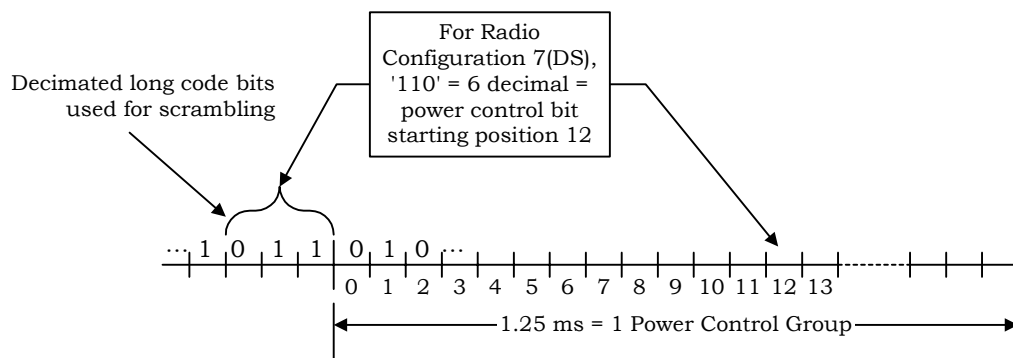 For Radio
Configuration 7(DS),
'110' = 6 decimal =
power control bit
starting position 12
Decimated long code bits
used for scrambling
... 1 0 1 1 0 1 0 ...
0 1 2 3 4 5 6 7 8 9 10 11 12 13
1.25 ms = 1 Power Control Group